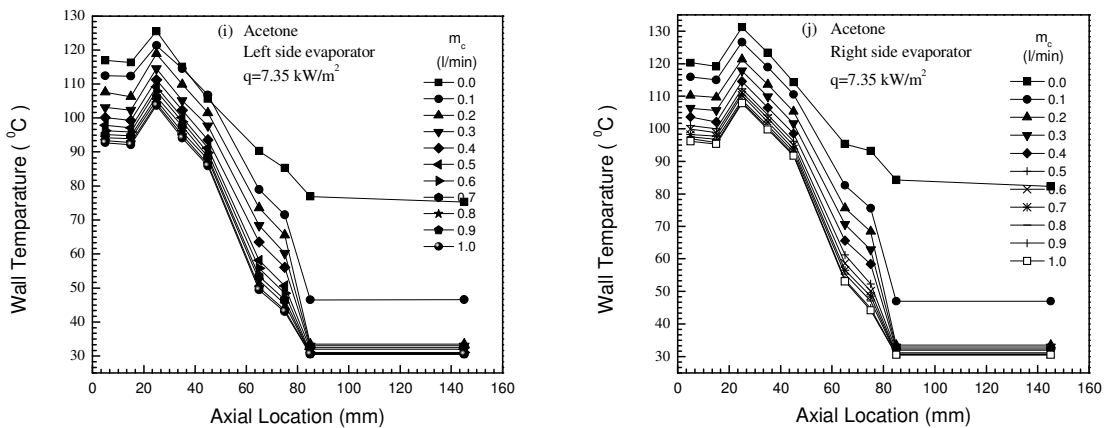 (i) Acetone
Left side evaporator
q=7.35 kW/m²
m_c
(l/min)
0.0
0.1
0.2
0.3
0.4
0.5
0.6
0.7
0.8
0.9
1.0
130
120
110
100
90
80
70
60
50
40
30
Wall Temparature ( ⁰C)
0 20 40 60 80 100 120 140 160
Axial Location (mm)
(j) Acetone
Right side evaporator
q=7.35 kW/m²
m_c
(l/min)
0.0
0.1
0.2
0.3
0.4
0.5
0.6
0.7
0.8
0.9
1.0
130
120
110
100
90
80
70
60
50
40
30
Wall Temparature ( ⁰C)
0 20 40 60 80 100 120 140 160
Axial Location (mm)